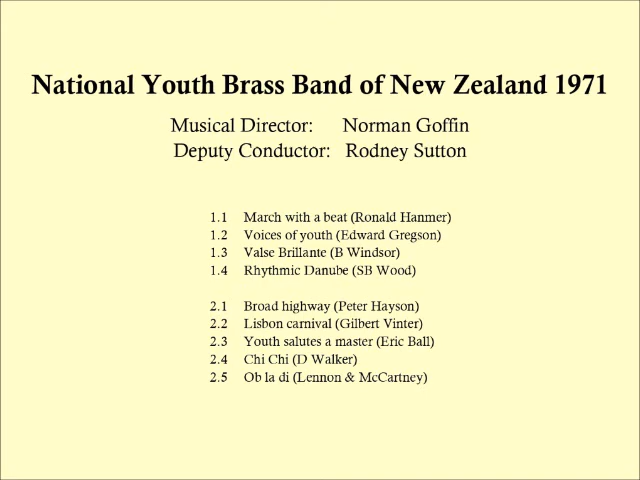 National Youth Brass Band of New Zealand 1971
Musical Director: Norman Goffin
Deputy Conductor: Rodney Sutton
1.1 March with a beat (Ronald Hanmer)
1.2 Voices of youth (Edward Gregson)
1.3 Valse Brillante (B Windsor)
1.4 Rhythmic Danube (SB Wood)
2.1 Broad highway (Peter Hayson)
2.2 Lisbon carnival (Gilbert Vinter)
2.3 Youth salutes a master (Eric Ball)
2.4 Chi Chi (D Walker)
2.5 Ob la di (Lennon & McCartney)